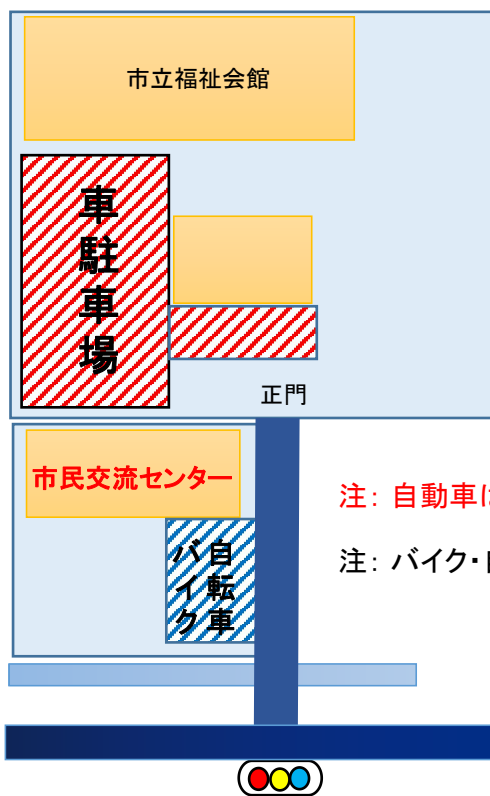 市立福祉会館
車駐車場
正門
市民交流センター
注: 自動車は
自転車
バイク
注: バイク・